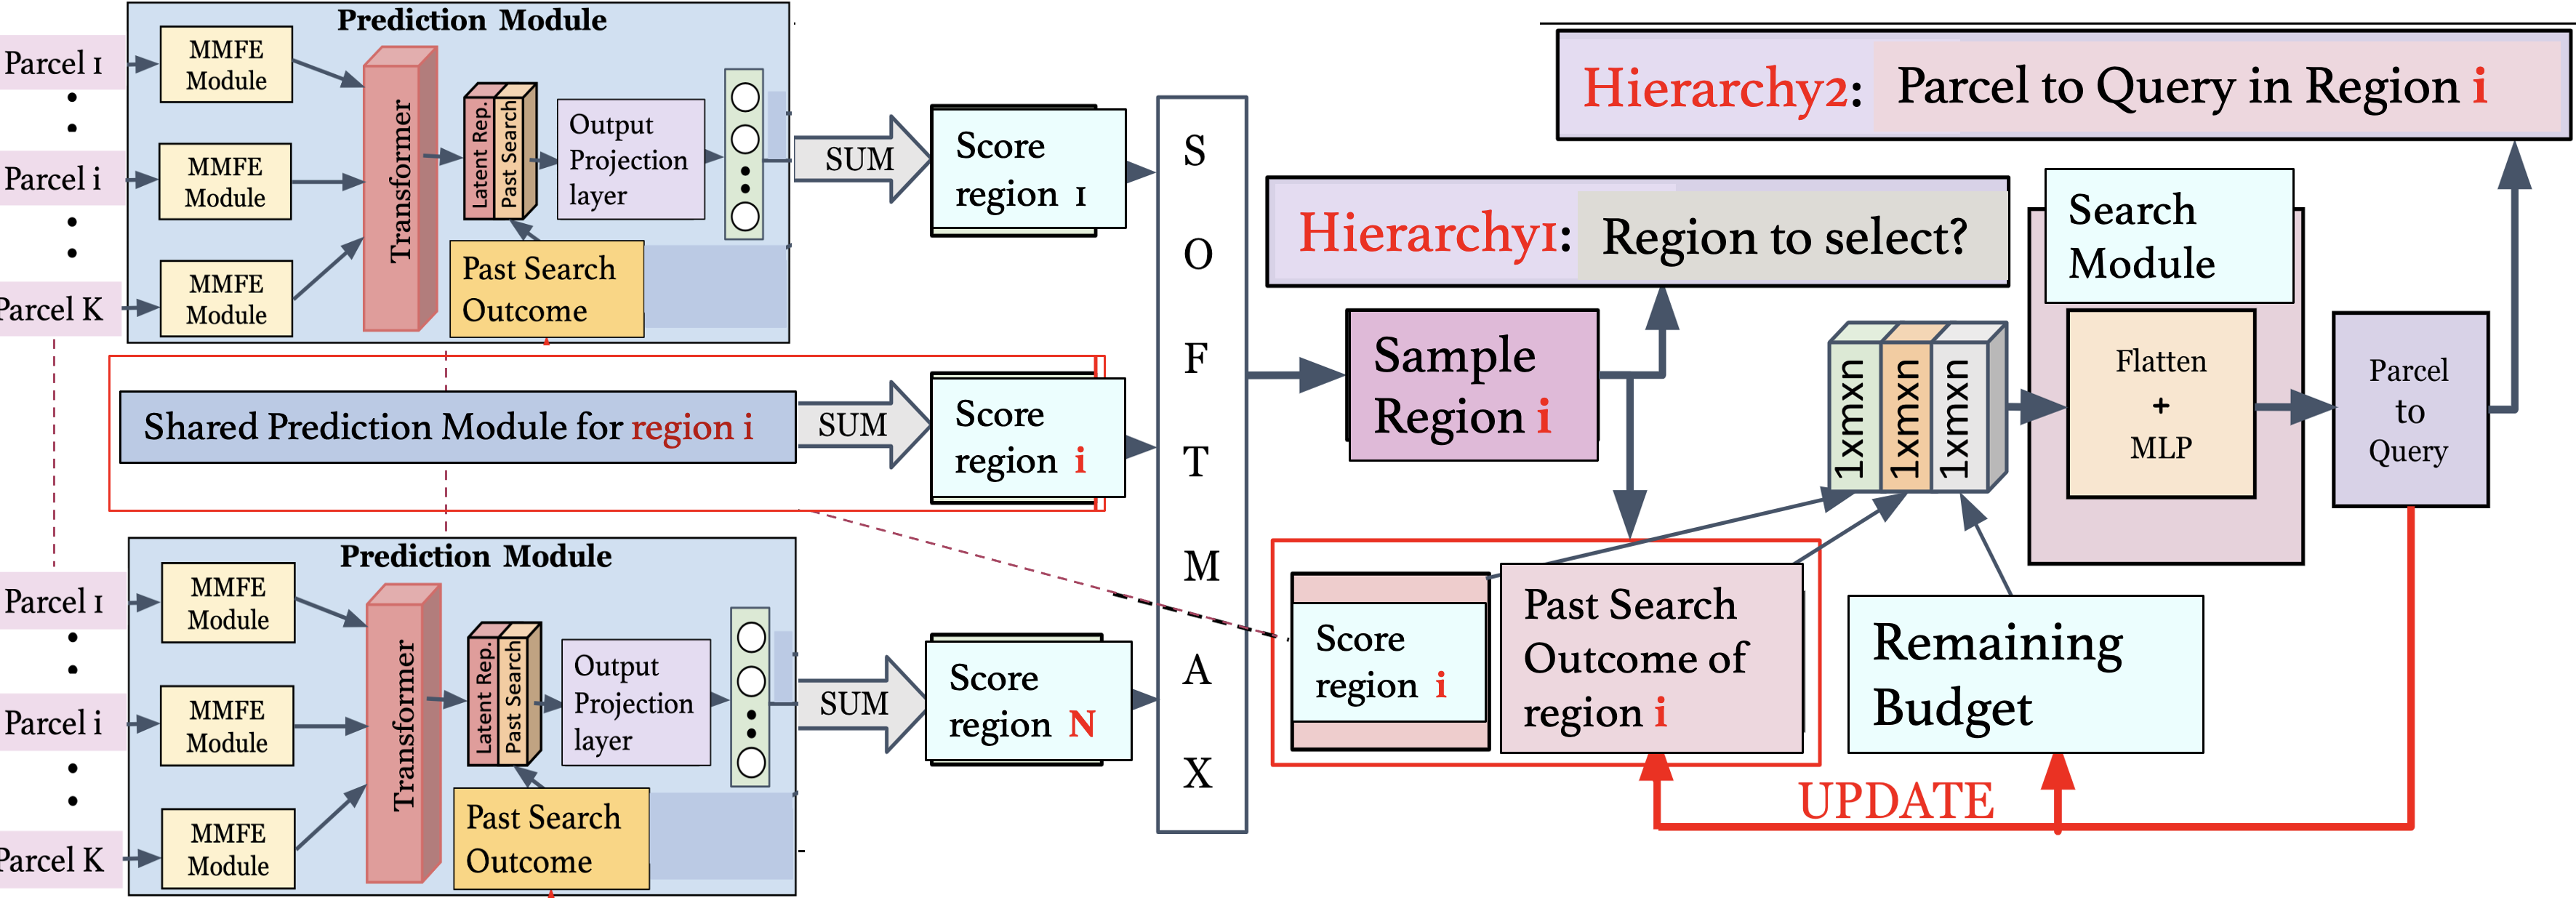 Prediction Module
Parcel 1
MMFE
Module
Parcel i
MMFE
Module
Parcel K
MMFE
Module
Transformer
Latent Rep.
Past Search
Output
Projection
layer
Past Search
Outcome
SUM
Score
region 1
Shared Prediction Module for region i
SUM
Score
region i
Prediction Module
Parcel 1
MMFE
Module
Parcel i
MMFE
Module
Parcel K
MMFE
Module
Transformer
Latent Rep.
Past Search
Output
Projection
layer
Past Search
Outcome
SUM
Score
region N
S
O
F
T
M
A
X
Hierarchy2: Parcel to Query in Region i
Hierarchy1: Region to select?
Sample
Region i
Score
region i
Past Search
Outcome of
region i
Remaining
Budget
1xmxn
1xmxn
1xmxn
Search
Module
Flatten
+
MLP
Parcel
to
Query
UPDATE